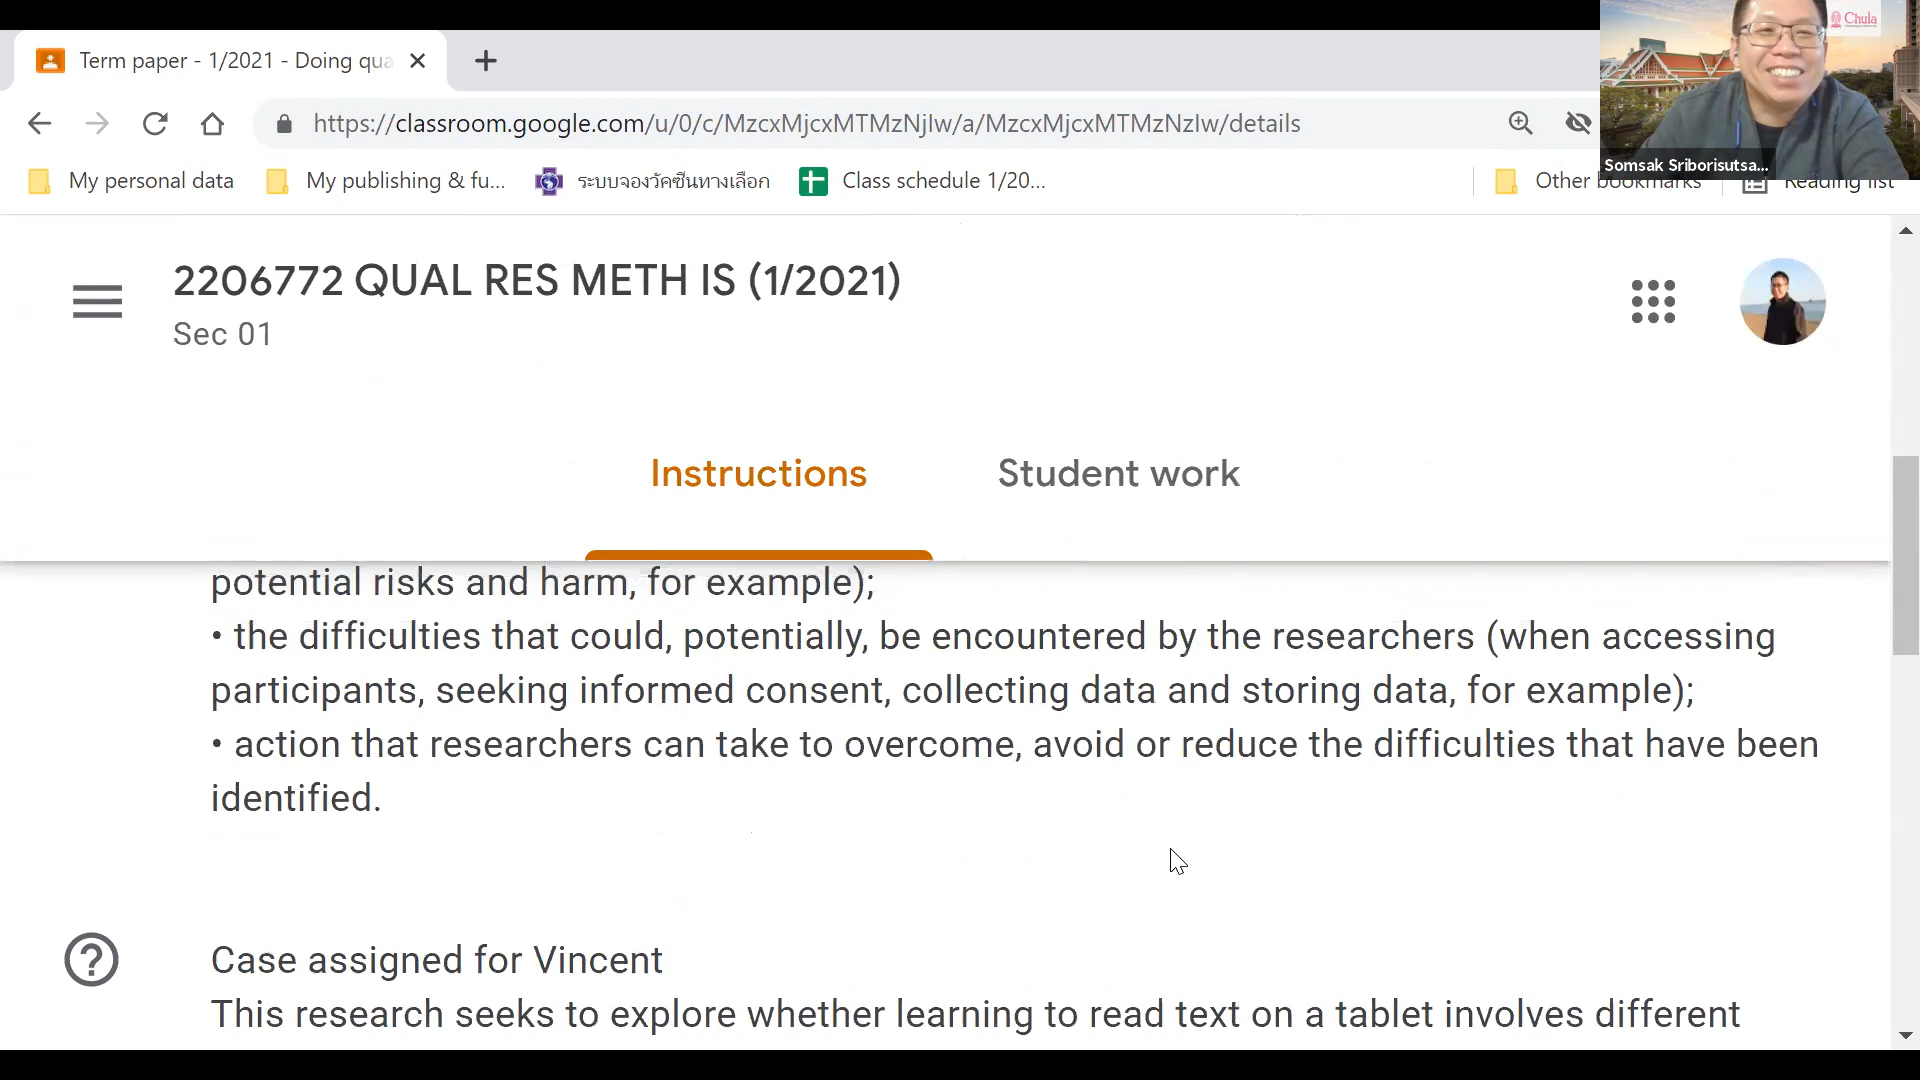 Term paper - 1/2021 - Doing qua
https://classroom.google.com/u/0/c/MzcxMjcxMTMzNjIw/a/MzcxMjcxMTMzNzIw/details
My personal data
My publishing & fu...
ระบบจองวัคซีนทางเลือก
Class schedule 1/20...
Other bookmarks
Reading list
Chula
Somsak Sriborisutsa...
2206772 QUAL RES METH IS (1/2021)
Sec 01
Instructions
Student work
potential risks and harm, for example);
• the difficulties that could, potentially, be encountered by the researchers (when accessing
participants, seeking informed consent, collecting data and storing data, for example);
• action that researchers can take to overcome, avoid or reduce the difficulties that have been
identified.
Case assigned for Vincent
This research seeks to explore whether learning to read text on a tablet involves different